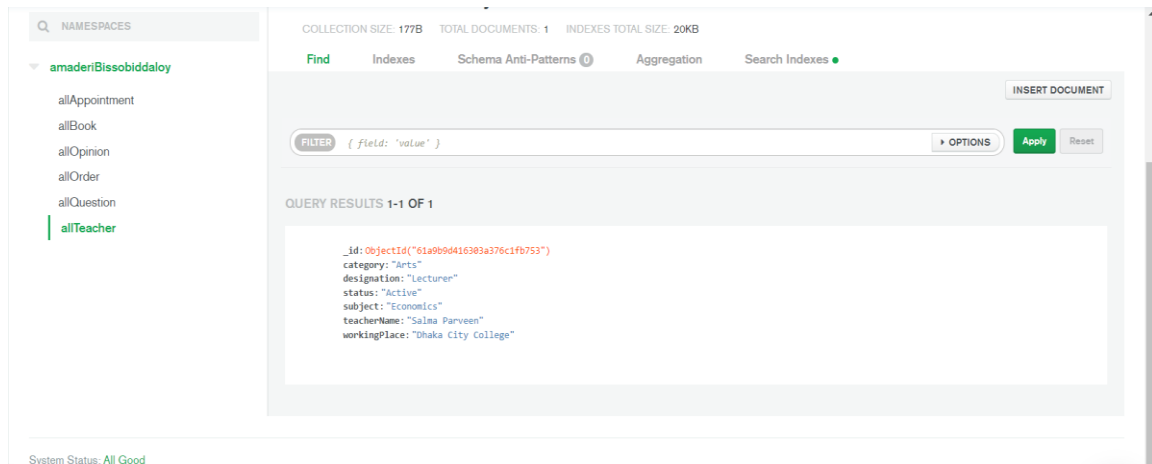 NAMESPACES
amaderiBissobiddaloy
allAppointment
allBook
allOpinion
allOrder
allQuestion
allTeacher
COLLECTION SIZE: 177B TOTAL DOCUMENTS: 1 INDEXES TOTAL SIZE: 20KB
Find Indexes Schema Anti-Patterns 0 Aggregation Search Indexes
INSERT DOCUMENT
FILTER { field: 'value' } OPTIONS Apply Reset
QUERY RESULTS 1-1 OF 1
_id:ObjectId("61a9b9d416303a376c1fb753")
category:"Arts"
designation:"Lecturer"
status:"Active"
subject:"Economics"
teacherName:"Salma Parveen"
workingPlace:"Dhaka City College"
System Status: All Good